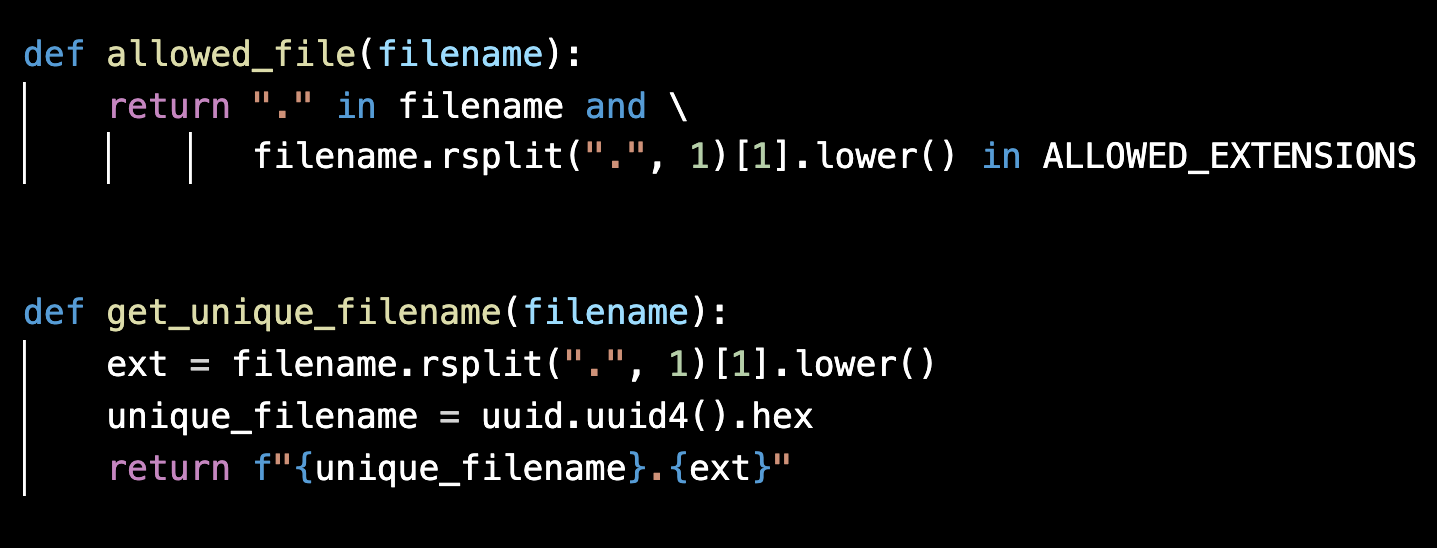 def allowed_file(filename):
    return "." in filename and \
           filename.rsplit(".", 1)[1].lower() in ALLOWED_EXTENSIONS
def get_unique_filename(filename):
    ext = filename.rsplit(".", 1)[1].lower()
    unique_filename = uuid.uuid4().hex
    return f"{unique_filename}.{ext}"